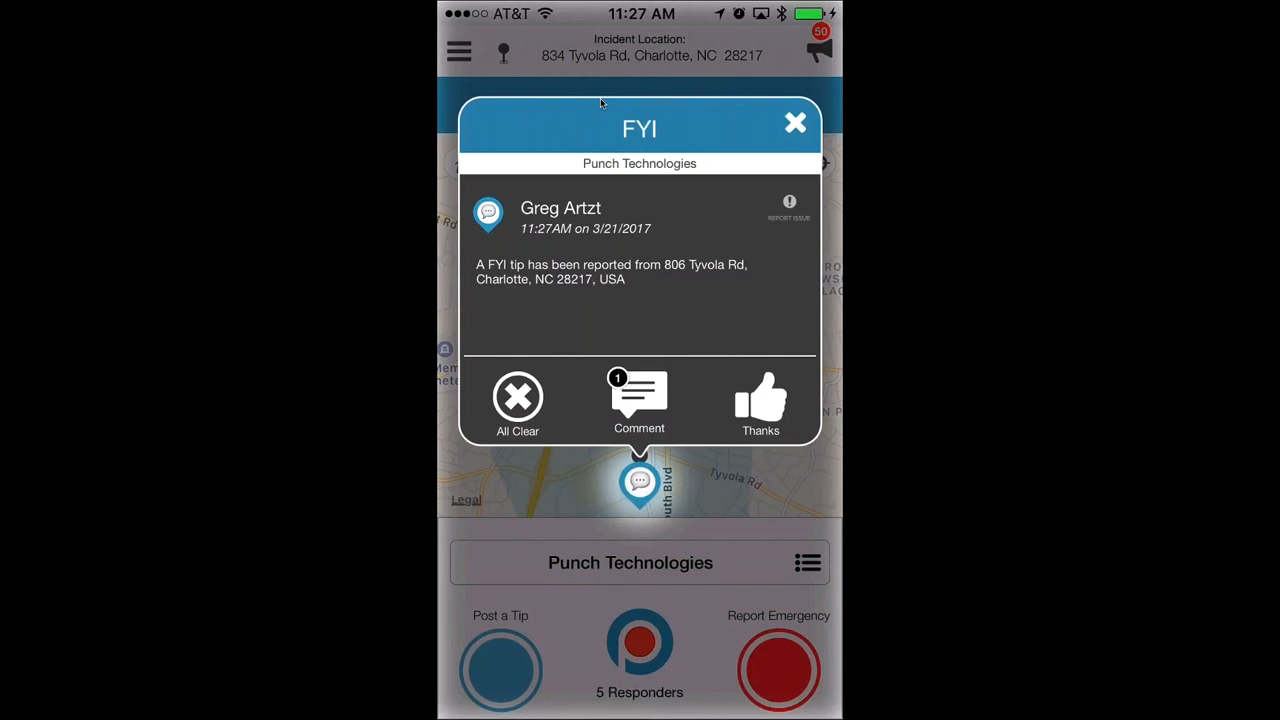 AT&T 11:27 AM
50
Incident Location:
834 Tyvola Rd, Charlotte, NC 28217
FYI
Punch Technologies
Greg Artzt
11:27AM on 3/21/2017
REPORT ISSUE
A FYI tip has been reported from 806 Tyvola Rd,
Charlotte, NC 28217, USA
1
All Clear
Comment
Thanks
Tyvola Rd
Legal
Punch Technologies
Post a Tip
Report Emergency
5 Responders